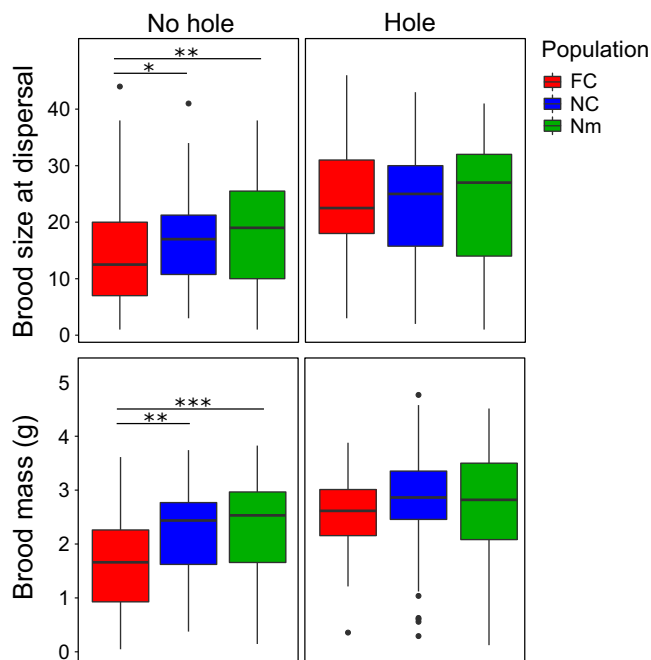 No hole
Hole
Population
FC
NC
Nm
Brood size at dispersal
40
30
20
10
0
**
*
Brood mass (g)
5
4
3
2
1
0
***
**